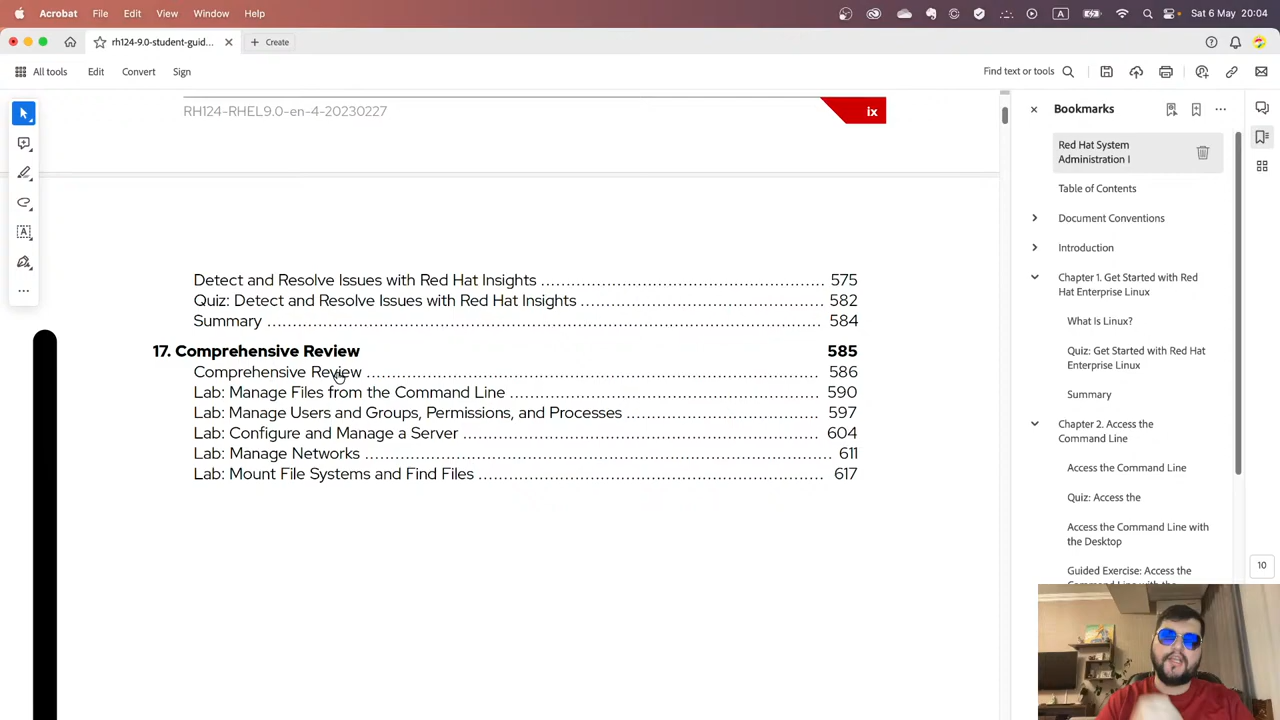 Acrobat File Edit View Window Help A Sat 6 May 20:04
rh124-9.0-student-guid... Create
All tools Edit Convert Sign Find text or tools
RH124-RHEL9.0-en-4-20230227 ix
Detect and Resolve Issues with Red Hat Insights 575
Quiz: Detect and Resolve Issues with Red Hat Insights 582
Summary 584
17. Comprehensive Review 585
Comprehensive Review 586
Lab: Manage Files from the Command Line 590
Lab: Manage Users and Groups, Permissions, and Processes 597
Lab: Configure and Manage a Server 604
Lab: Manage Networks 611
Lab: Mount File Systems and Find Files 617
Bookmarks
Red Hat System
Administration I
Table of Contents
Document Conventions
Introduction
Chapter 1. Get Started with Red
Hat Enterprise Linux
What Is Linux?
Quiz: Get Started with Red Hat
Enterprise Linux
Summary
Chapter 2. Access the
Command Line
Access the Command Line
Quiz: Access the
Access the Command Line with
the Desktop
Guided Exercise: Access the
10